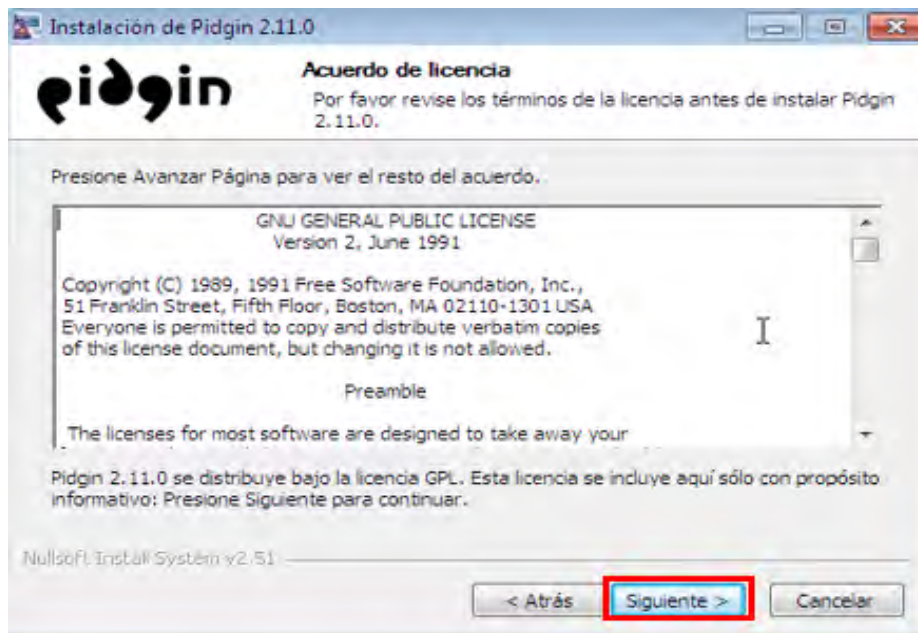 Instalación de Pidgin 2.11.0
pidgin
Acuerdo de licencia
Por favor revise los términos de la licencia antes de instalar Pidgin
2.11.0.
Presione Avanzar Página para ver el resto del acuerdo.
GNU GENERAL PUBLIC LICENSE
Version 2, June 1991
Copyright (C) 1989, 1991 Free Software Foundation, Inc.,
51 Franklin Street, Fifth Floor, Boston, MA 02110-1301 USA
Everyone is permitted to copy and distribute verbatim copies
of this license document, but changing it is not allowed.
Preamble
The licenses for most software are designed to take away your
Pidgin 2.11.0 se distribuye bajo la licencia GPL. Esta licencia se incluye aquí sólo con propósito
informativo: Presione Siguiente para continuar.
Nullsoft Install System v2.51
< Atrás
Siguiente >
Cancelar